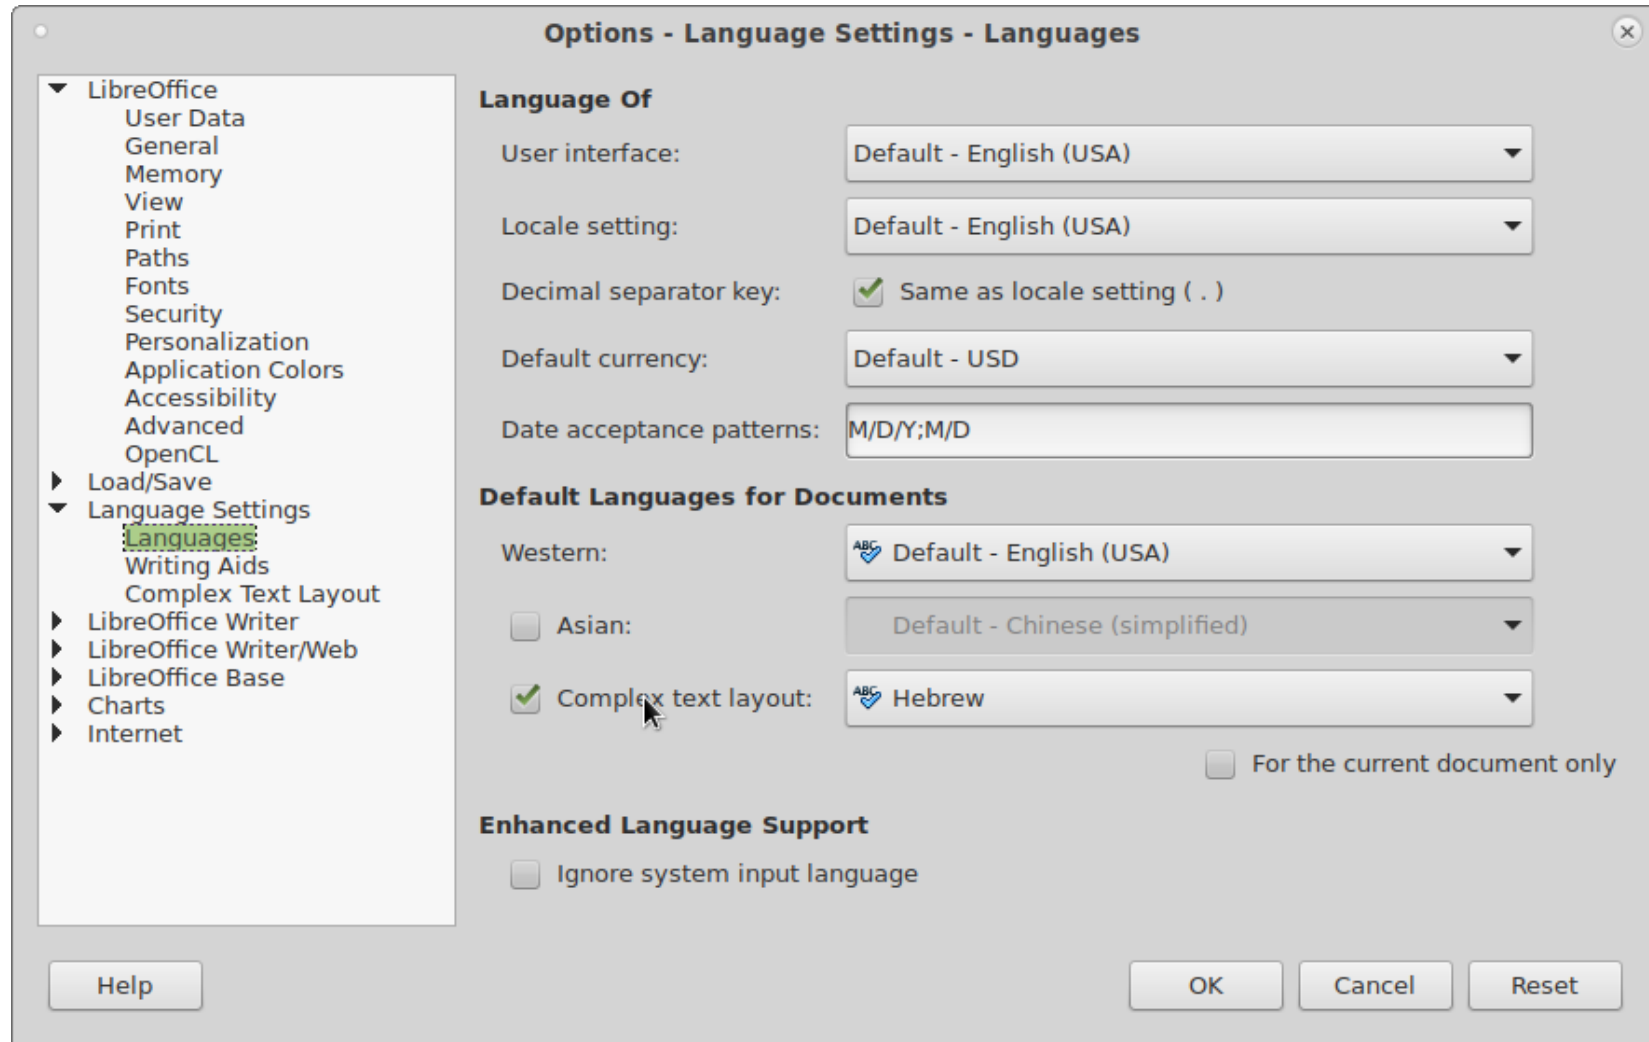 Options - Language Settings - Languages
LibreOffice
User Data
General
Memory
View
Print
Paths
Fonts
Security
Personalization
Application Colors
Accessibility
Advanced
OpenCL
Load/Save
Language Settings
Languages
Writing Aids
Complex Text Layout
LibreOffice Writer
LibreOffice Writer/Web
LibreOffice Base
Charts
Internet
Language Of
User interface: Default - English (USA)
Locale setting: Default - English (USA)
Decimal separator key: Same as locale setting ( . )
Default currency: Default - USD
Date acceptance patterns: M/D/Y;M/D
Default Languages for Documents
Western: ABC Default - English (USA)
Asian: Default - Chinese (simplified)
Complex text layout: ABC Hebrew
For the current document only
Enhanced Language Support
Ignore system input language
Help OK Cancel Reset